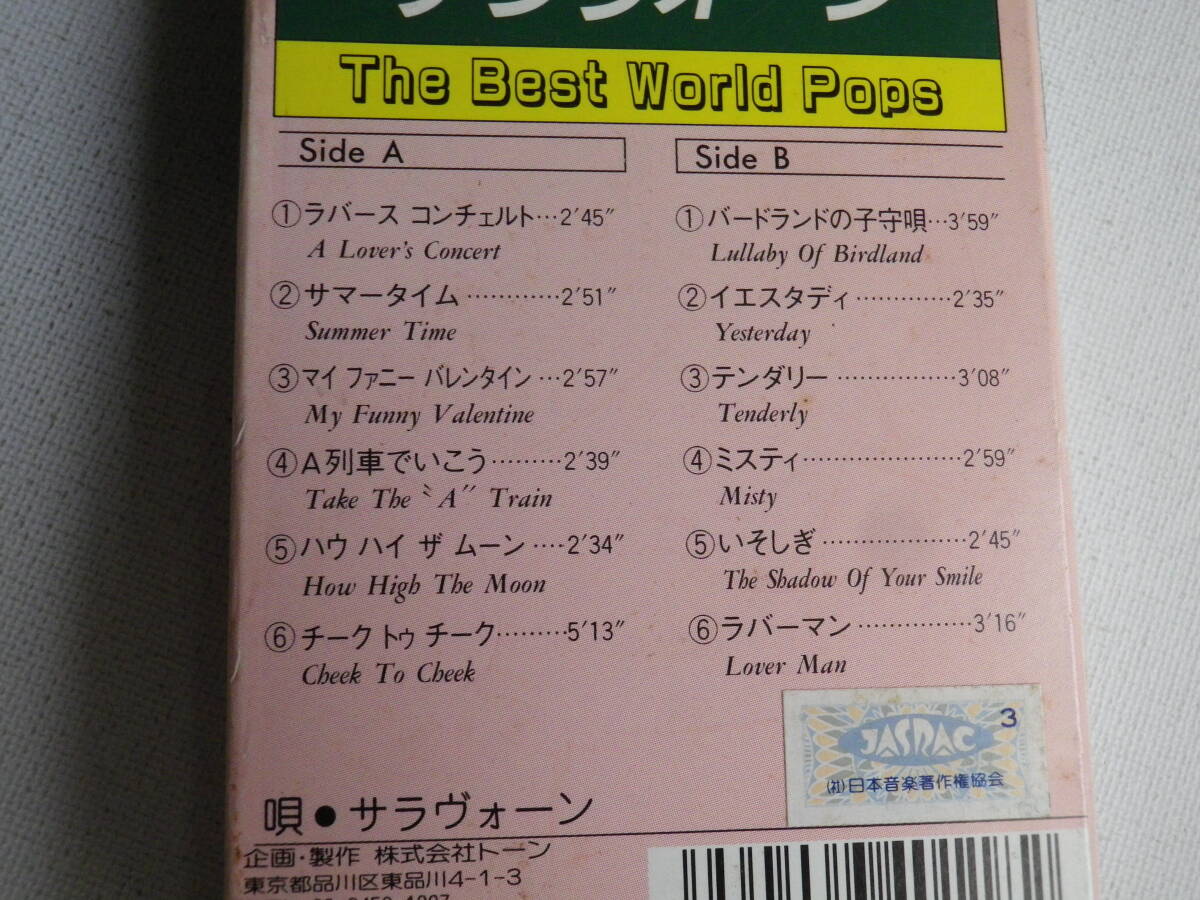 サラヴォーン
The Best World Pops
Side A
①ラバース コンチェルト…2′45″
A Lover's Concert
②サマータイム…………2′51″
Summer Time
③マイ ファニー バレンタイン…2′57″
My Funny Valentine
④A列車でいこう………2′39″
Take The〝A″ Train
⑤ハウ ハイ ザ ムーン‥‥2′34″
How High The Moon
⑥チーク トゥ チーク………5′13″
Cheek To Cheek
Side B
①バードランドの子守唄…3′59″
Lullaby Of Birdland
②イエスタディ…………2′35″
Yesterday
③テンダリー……………3′08″
Tenderly
④ミスティ………………2′59″
Misty
⑤いそしぎ………………2′45″
The Shadow Of Your Smile
⑥ラバーマン……………3′16″
Lover Man
3
JASRAC
(社)日本音楽著作権協会
唄●サラヴォーン
企画・製作 株式会社トーン
東京都品川区東品川4-1-3